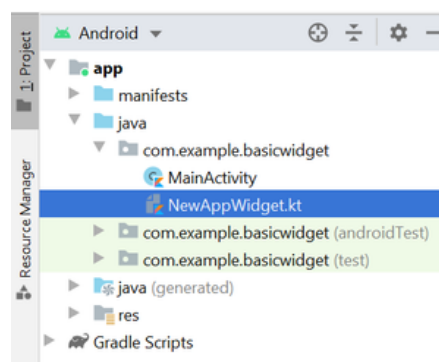 1: Project
Resource Manager
Android
app
manifests
java
com.example.basicwidget
MainActivity
NewAppWidget.kt
com.example.basicwidget (androidTest)
com.example.basicwidget (test)
java (generated)
res
Gradle Scripts